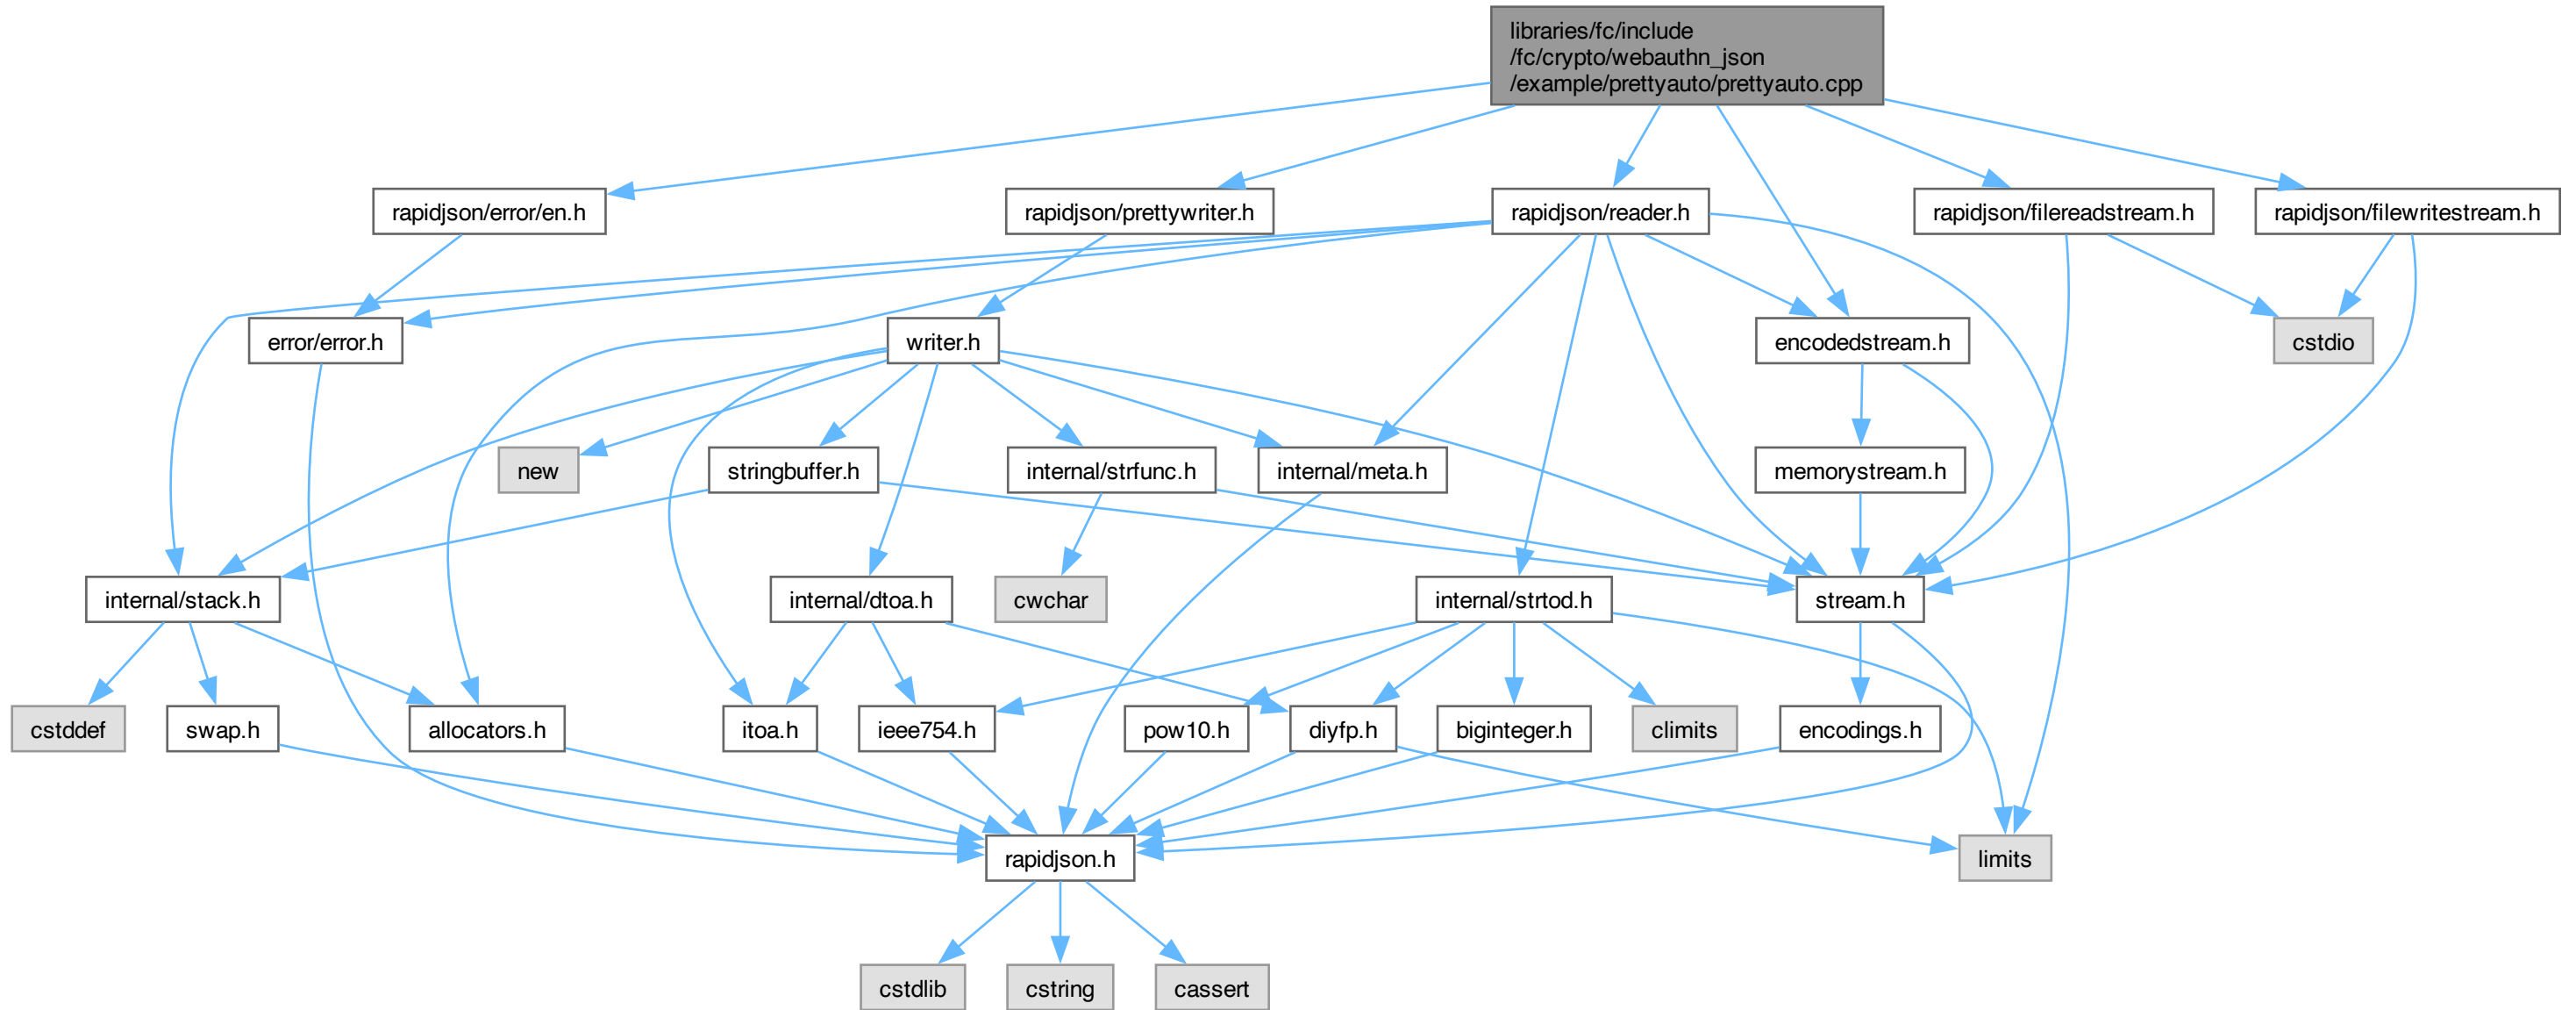 libraries/fc/include
/fc/crypto/webauthn_json
/example/prettyauto/prettyauto.cpp
rapidjson/error/en.h
rapidjson/prettywriter.h
rapidjson/reader.h
rapidjson/filereadstream.h
rapidjson/filewritestream.h
error/error.h
writer.h
encodedstream.h
cstdio
new
stringbuffer.h
internal/strfunc.h
internal/meta.h
memorystream.h
internal/stack.h
internal/dtoa.h
cwchar
internal/strtod.h
stream.h
cstddef
swap.h
allocators.h
itoa.h
ieee754.h
pow10.h
diyfp.h
biginteger.h
climits
encodings.h
rapidjson.h
limits
cstdlib
cstring
cassert